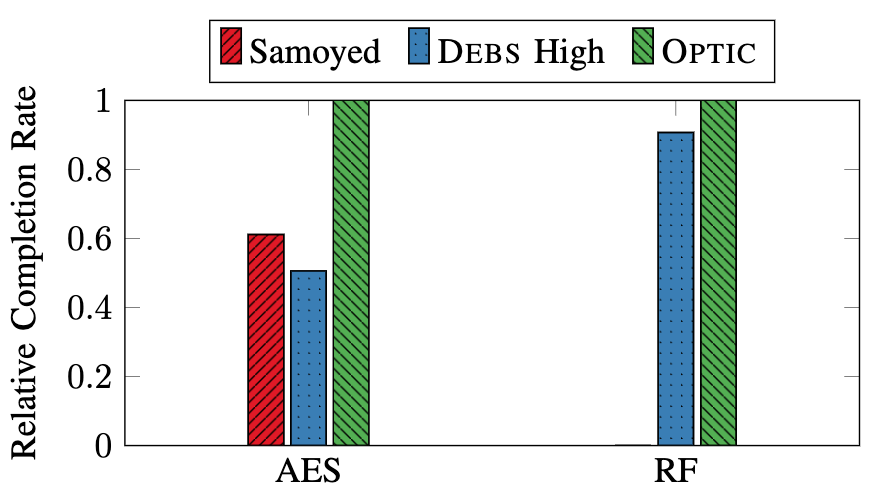 Samoyed DEBS High OPTIC
Relative Completion Rate
1
0.8
0.6
0.4
0.2
0
AES RF